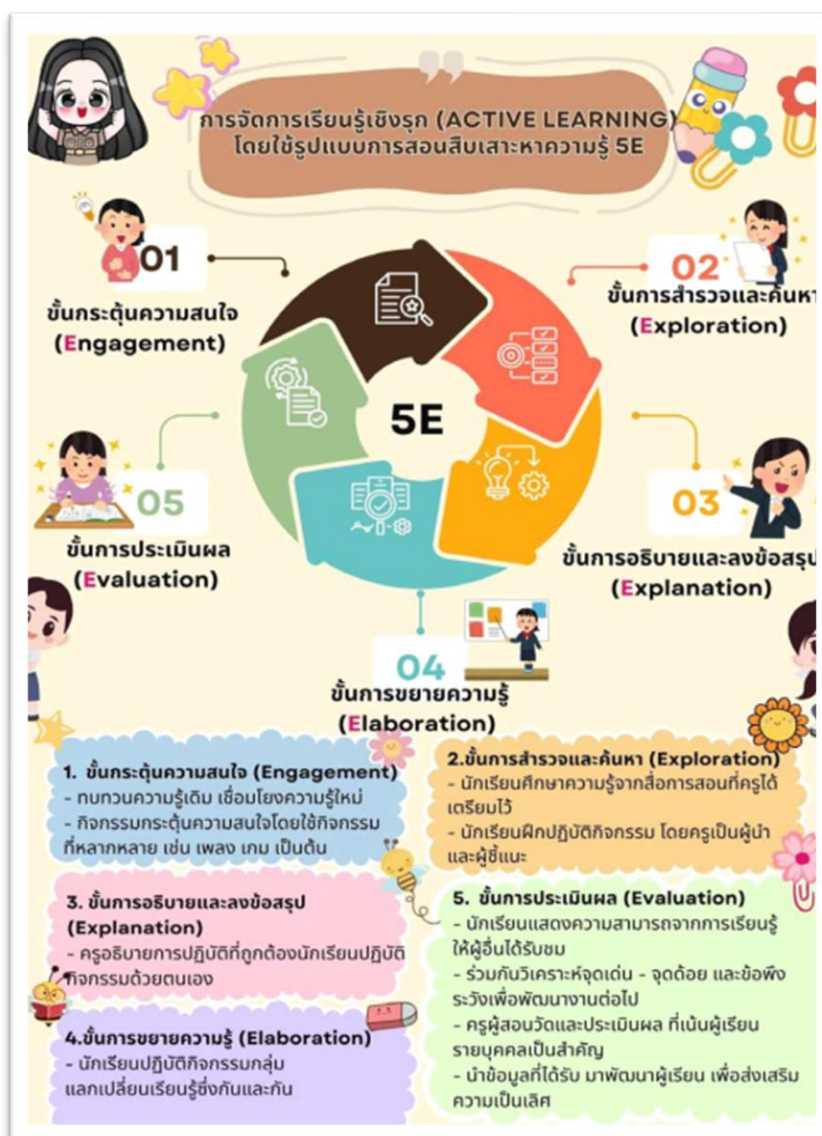 การจัดการเรียนรู้เชิงรุก (ACTIVE LEARNING)
โดยใช้รูปแบบการสอนสืบเสาะหาความรู้ 5E
01
ขั้นกระตุ้นความสนใจ
(Engagement)
02
ขั้นการสำรวจและค้นหา
(Exploration)
5E
05
ขั้นการประเมินผล
(Evaluation)
03
ขั้นการอธิบายและลงข้อสรุป
(Explanation)
04
ขั้นการขยายความรู้
(Elaboration)
1. ขั้นกระตุ้นความสนใจ (Engagement)
- ทบทวนความรู้เดิม เชื่อมโยงความรู้ใหม่
- กิจกรรมกระตุ้นความสนใจโดยใช้กิจกรรม
ที่หลากหลาย เช่น เพลง เกม เป็นต้น
2.ขั้นการสำรวจและค้นหา (Exploration)
- นักเรียนศึกษาความรู้จากสื่อการสอนที่ครูได้
เตรียมไว้
- นักเรียนฝึกปฏิบัติกิจกรรม โดยครูเป็นผู้นำ
และผู้ชี้แนะ
3. ขั้นการอธิบายและลงข้อสรุป
(Explanation)
- ครูอธิบายการปฏิบัติที่ถูกต้องนักเรียนปฏิบัติ
กิจกรรมด้วยตนเอง
4.ขั้นการขยายความรู้ (Elaboration)
- นักเรียนปฏิบัติกิจกรรมกลุ่ม
แลกเปลี่ยนเรียนรู้ซึ่งกันและกัน
5. ขั้นการประเมินผล (Evaluation)
- นักเรียนแสดงความสามารถจากการเรียนรู้
ให้ผู้อื่นได้รับชม
- ร่วมกันวิเคราะห์จุดเด่น - จุดด้อย และข้อพึง
ระวังเพื่อพัฒนางานต่อไป
- ครูผู้สอนวัดและประเมินผล ที่เน้นผู้เรียน
รายบุคคลเป็นสำคัญ
- นำข้อมูลที่ได้รับ มาพัฒนาผู้เรียน เพื่อส่งเสริม
ความเป็นเลิศ